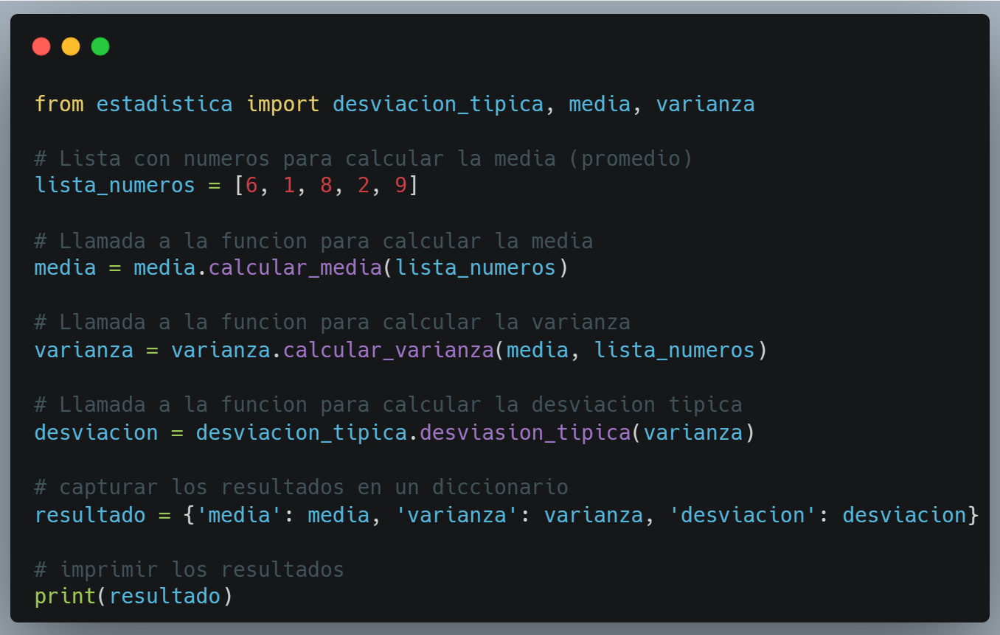 from estadistica import desviacion_tipica, media, varianza
# Lista con numeros para calcular la media (promedio)
lista_numeros = [6, 1, 8, 2, 9]
# Llamada a la funcion para calcular la media
media = media.calcular_media(lista_numeros)
# Llamada a la funcion para calcular la varianza
varianza = varianza.calcular_varianza(media, lista_numeros)
# Llamada a la funcion para calcular la desviacion tipica
desviacion = desviacion_tipica.desviasion_tipica(varianza)
# capturar los resultados en un diccionario
resultado = {'media': media, 'varianza': varianza, 'desviacion': desviacion}
# imprimir los resultados
print(resultado)